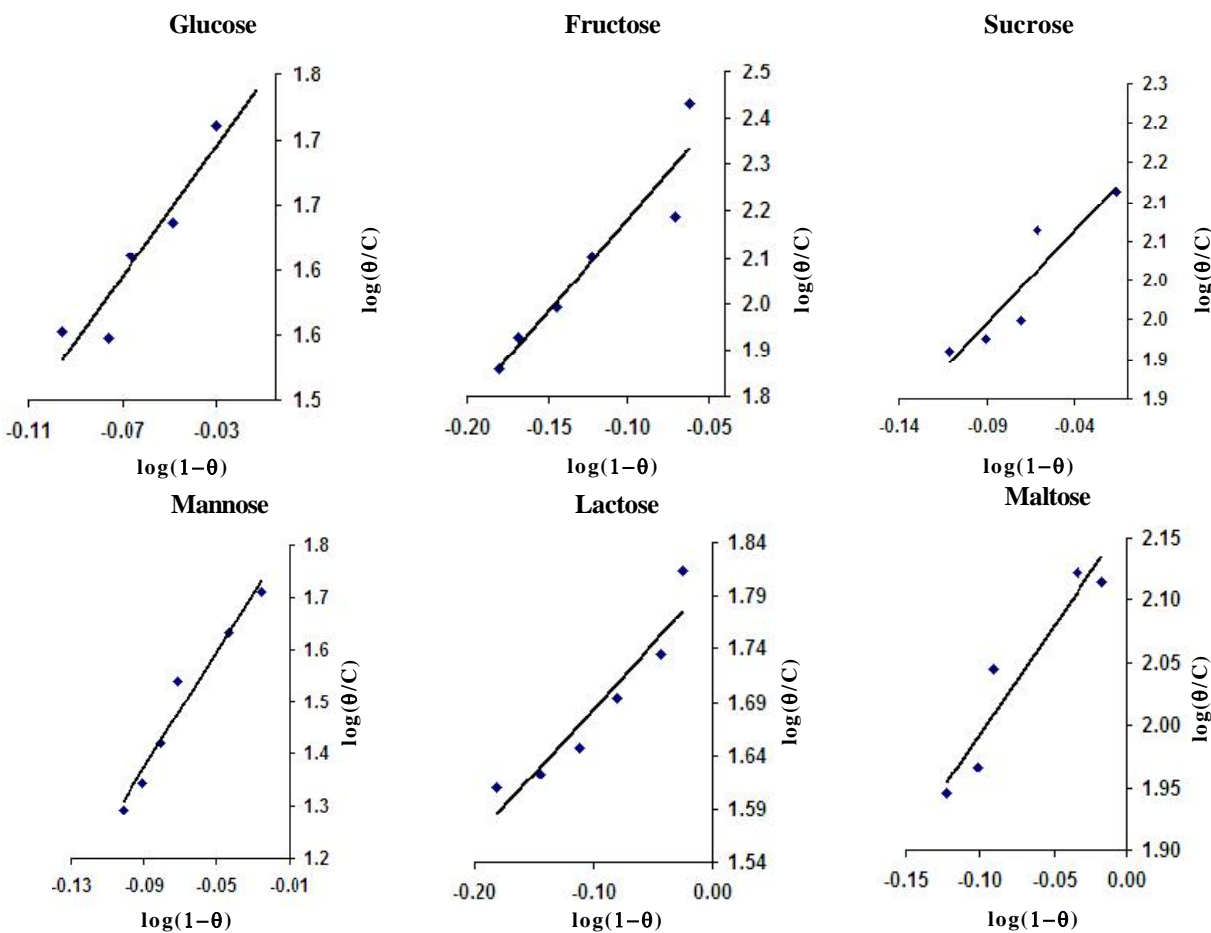 Glucose
1.8
1.7
1.7
1.6
1.6
1.5
log(θ/C)
-0.11 -0.07 -0.03
log(1−θ)
Fructose
2.5
2.4
2.3
2.2
2.1
2.0
1.9
1.8
log(θ/C)
-0.20 -0.15 -0.10 -0.05
log(1−θ)
Sucrose
2.3
2.2
2.2
2.1
2.1
2.0
2.0
1.9
1.9
log(θ/C)
-0.14 -0.09 -0.04
log(1−θ)
Mannose
1.8
1.7
1.6
1.5
1.4
1.3
1.2
log(θ/C)
-0.13 -0.09 -0.05 -0.01
log(1−θ)
Lactose
1.84
1.79
1.74
1.69
1.64
1.59
1.54
log(θ/C)
-0.20 -0.10 0.00
log(1−θ)
Maltose
2.15
2.10
2.05
2.00
1.95
1.90
log(θ/C)
-0.15 -0.10 -0.05 0.00
log(1−θ)